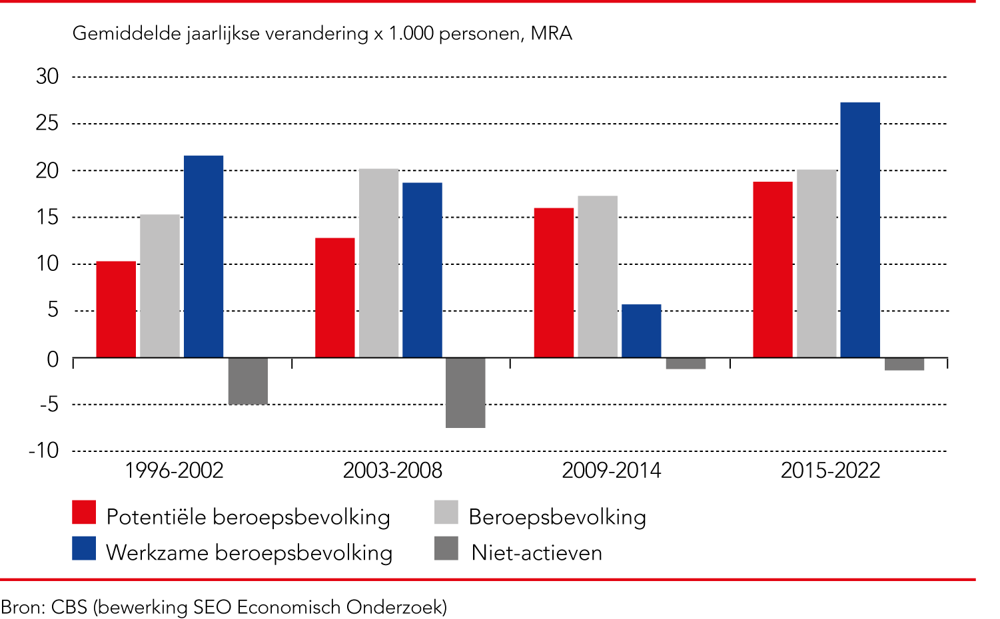 Gemiddelde jaarlijkse verandering x 1.000 personen, MRA
30
25
20
15
10
5
0
-5
-10
1996-2002 2003-2008 2009-2014 2015-2022
Potentiële beroepsbevolking Beroepsbevolking
Werkzame beroepsbevolking Niet-actieven
Bron: CBS (bewerking SEO Economisch Onderzoek)